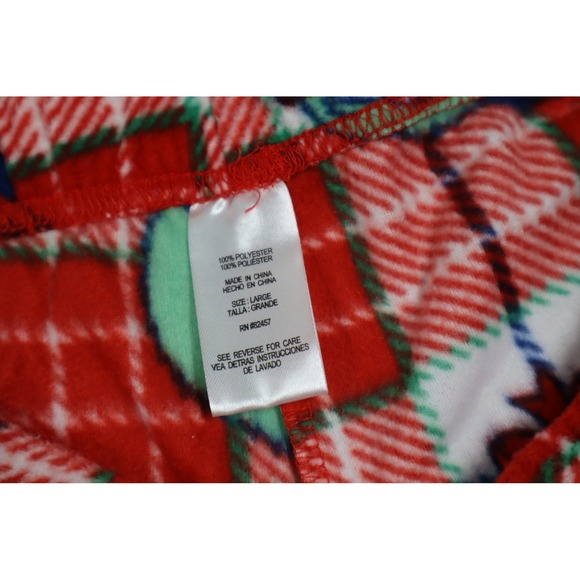 100% POLYESTER
100% POLIÉSTER
MADE IN CHINA
HECHO EN CHINA
SIZE : LARGE
TALLA : GRANDE
RN #82457
SEE REVERSE FOR CARE
VEA DETRAS INSTRUCCIONES
DE LAVADO